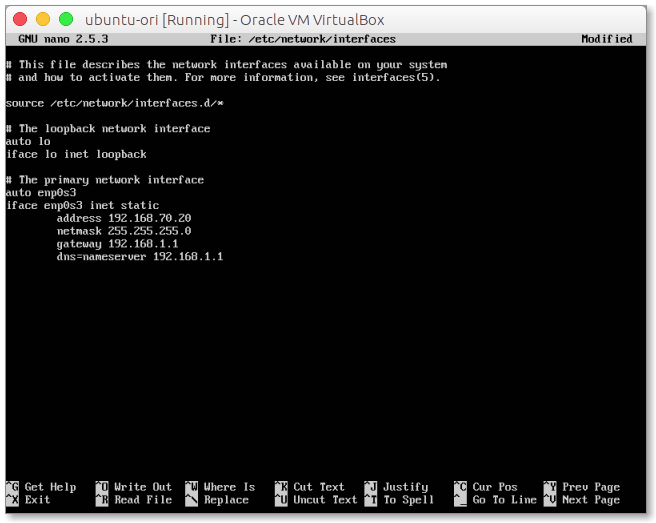 ubuntu-ori [Running] - Oracle VM VirtualBox
GNU nano 2.5.3 File: /etc/network/interfaces Modified
# This file describes the network interfaces available on your system
# and how to activate them. For more information, see interfaces(5).
source /etc/network/interfaces.d/*
# The loopback network interface
auto lo
iface lo inet loopback
# The primary network interface
auto enp0s3
iface enp0s3 inet static
address 192.168.70.20
netmask 255.255.255.0
gateway 192.168.1.1
dns=nameserver 192.168.1.1
^G Get Help ^O Write Out ^W Where Is ^K Cut Text ^J Justify ^C Cur Pos ^Y Prev Page
^X Exit ^R Read File ^\ Replace ^U Uncut Text ^T To Spell ^_ Go To Line ^V Next Page